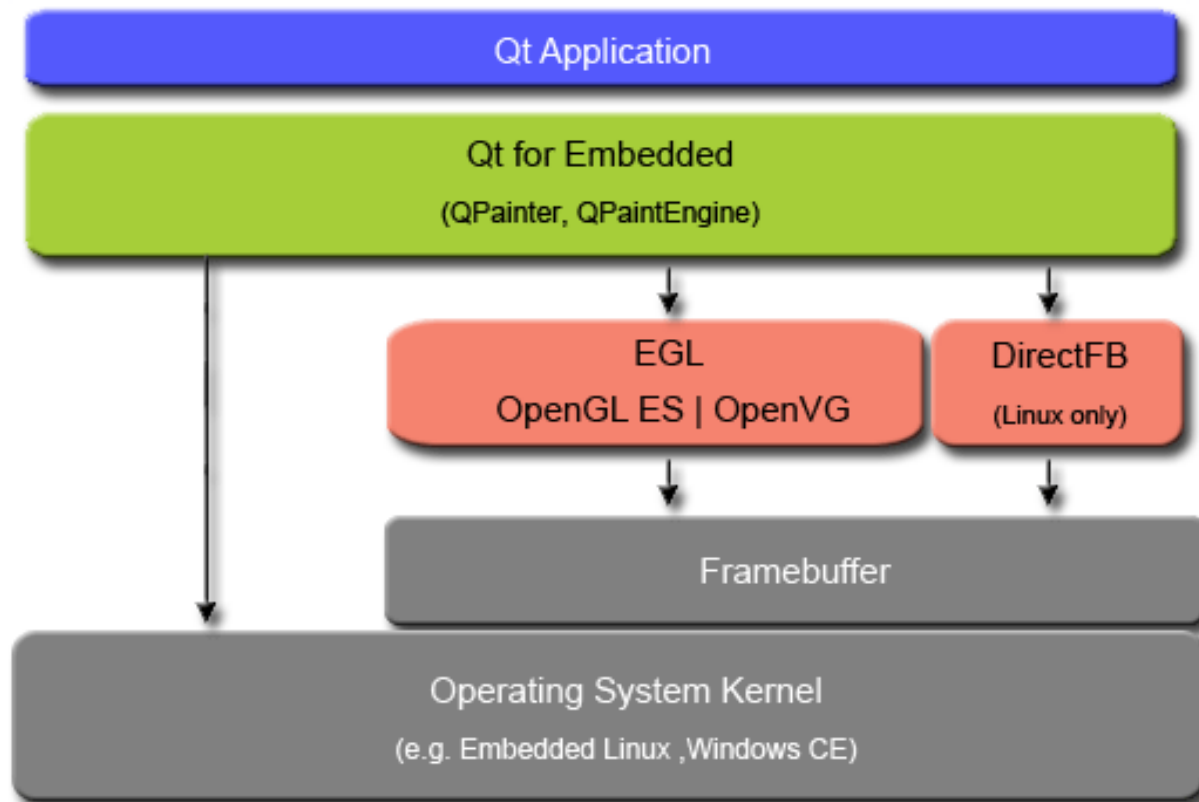 Qt Application
Qt for Embedded
(QPainter, QPaintEngine)
EGL
OpenGL ES | OpenVG
DirectFB
(Linux only)
Framebuffer
Operating System Kernel
(e.g. Embedded Linux ,Windows CE)